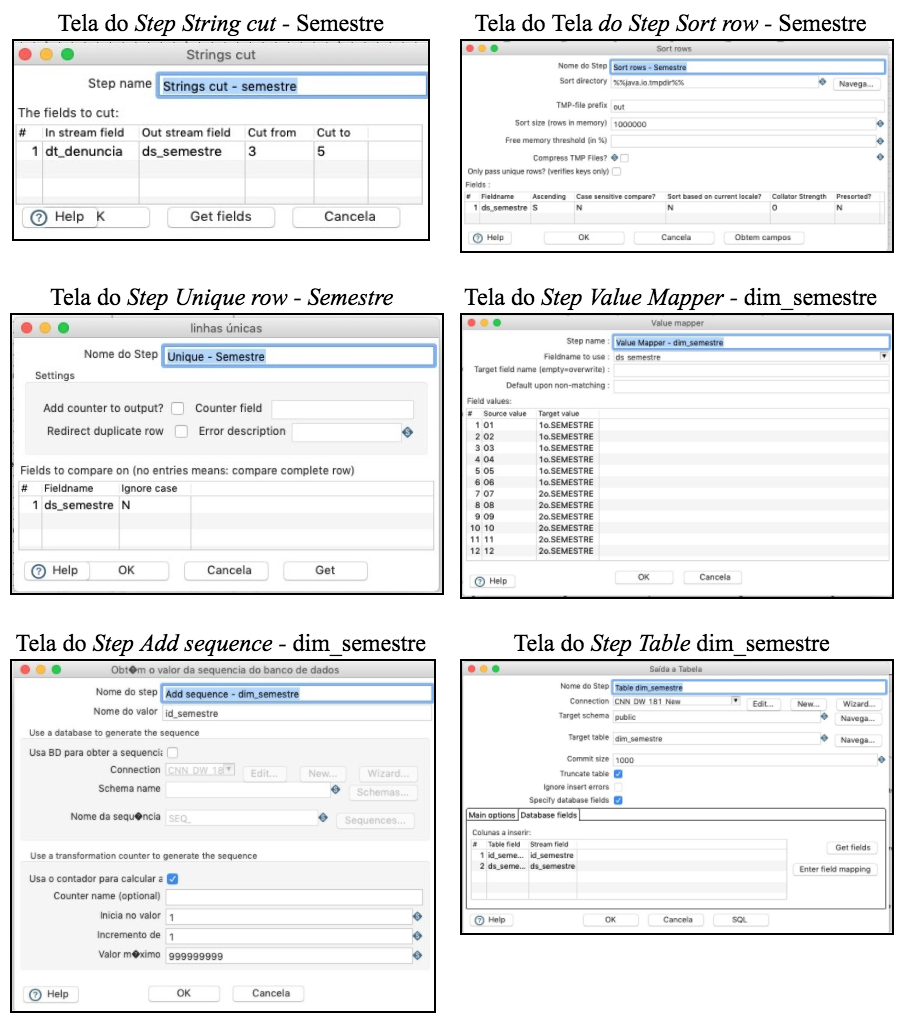 Tela do Step String cut - Semestre
Strings cut
Step name Strings cut - semestre
The fields to cut:
# In stream field Out stream field Cut from Cut to
1 dt_denuncia ds_semestre 3 5
Help K Get fields Cancela
Tela do Tela do Step Sort row - Semestre
Sort rows
Nome do Step Sort rows - Semestre
Sort directory %%java.io.tmpdir%% Navega...
TMP-file prefix out
Sort size (rows in memory) 1000000
Free memory threshold (in %)
Compress TMP Files?
Only pass unique rows? (verifies keys only)
Fields :
# Fieldname Ascending Case sensitive compare? Sort based on current locale? Collator Strength Presorted?
1 ds_semestre S N N 0 N
Help OK Cancela Obtem campos
Tela do Step Unique row - Semestre
linhas únicas
Nome do Step Unique - Semestre
Settings
Add counter to output? Counter field
Redirect duplicate row Error description
Fields to compare on (no entries means: compare complete row)
# Fieldname Ignore case
1 ds_semestre N
Help OK Cancela Get
Tela do Step Value Mapper - dim_semestre
Value mapper
Step name : Value Mapper - dim_semestre
Fieldname to use : ds semestre
Target field name (empty=overwrite) :
Default upon non-matching :
Field values:
# Source value Target value
1 01 1o.SEMESTRE
2 02 1o.SEMESTRE
3 03 1o.SEMESTRE
4 04 1o.SEMESTRE
5 05 1o.SEMESTRE
6 06 1o.SEMESTRE
7 07 2o.SEMESTRE
8 08 2o.SEMESTRE
9 09 2o.SEMESTRE
10 10 2o.SEMESTRE
11 11 2o.SEMESTRE
12 12 2o.SEMESTRE
Help OK Cancela
Tela do Step Add sequence - dim_semestre
Obt�m o valor da sequencia do banco de dados
Nome do step Add sequence - dim_semestre
Nome do valor id_semestre
Use a database to generate the sequence
Usa BD para obter a sequencia
Connection CNN_DW_18 Edit... New... Wizard...
Schema name Schemas...
Nome da sequ�ncia SEQ_ Sequences...
Use a transformation counter to generate the sequence
Usa o contador para calcular a
Counter name (optional)
Inicia no valor 1
Incremento de 1
Valor m�ximo 999999999
Help OK Cancela
Tela do Step Table dim_semestre
Saída a Tabela
Nome do Step Table dim_semestre
Connection CNN_DW_181_New Edit... New... Wizard...
Target schema public Navega...
Target table dim_semestre Navega...
Commit size 1000
Truncate table
Ignore insert errors
Specify database fields
Main options Database fields
Colunas a inserir:
# Table field Stream field
1 id_seme... id_semestre
2 ds_seme... ds_semestre
Get fields
Enter field mapping
Help OK Cancela SQL